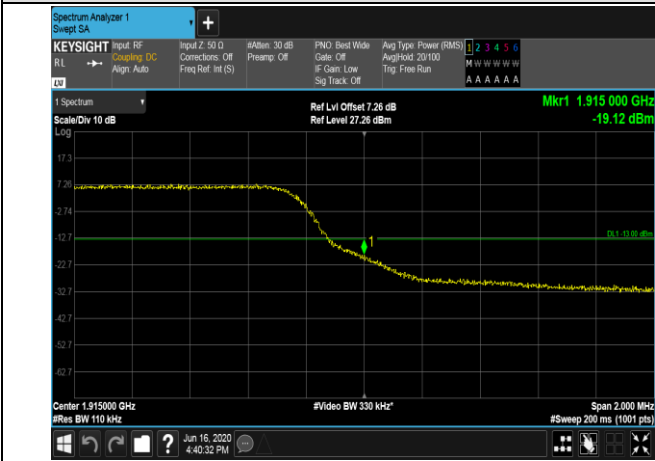 Spectrum Analyzer 1
Swept SA
KEYSIGHT
RL
LXI
Input: RF
Coupling: DC
Align: Auto
Input Z: 50 Ω
Corrections: Off
Freq Ref: Int (S)
#Atten: 30 dB
Preamp: Off
PNO: Best Wide
Gate: Off
IF Gain: Low
Sig Track: Off
Avg Type: Power (RMS)
Avg|Hold: 20/100
Trig: Free Run
1 2 3 4 5 6
M W W W W W
A A A A A A
1 Spectrum
Scale/Div 10 dB
Log
Ref Lvl Offset 7.26 dB
Ref Level 27.26 dBm
Mkr1 1.915 000 GHz
-19.12 dBm
17.3
7.26
-2.74
-12.7
-22.7
-32.7
-42.7
-52.7
-62.7
1
DL1 -13.00 dBm
Center 1.915000 GHz
#Res BW 110 kHz
#Video BW 330 kHz*
Span 2.000 MHz
#Sweep 200 ms (1001 pts)
Jun 16, 2020
4:40:32 PM